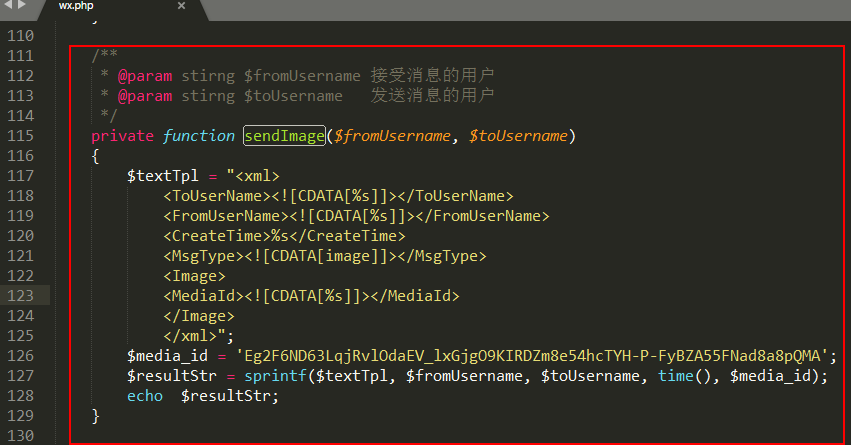 wx.php ×
110 }
111 /**
112 * @param stirng $fromUsername 接受消息的用户
113 * @param stirng $toUsername 发送消息的用户
114 */
115 private function sendImage($fromUsername, $toUsername)
116 {
117 $textTpl = "<xml>
118 <ToUserName><![CDATA[%s]]></ToUserName>
119 <FromUserName><![CDATA[%s]]></FromUserName>
120 <CreateTime>%s</CreateTime>
121 <MsgType><![CDATA[image]]></MsgType>
122 <Image>
123 <MediaId><![CDATA[%s]]></MediaId>
124 </Image>
125 </xml>";
126 $media_id = 'Eg2F6ND63LqjRvlOdaEV_lxGjgO9KIRDZm8e54hcTYH-P-FyBZA55FNad8a8pQMA';
127 $resultStr = sprintf($textTpl, $fromUsername, $toUsername, time(), $media_id);
128 echo  $resultStr;
129 }
130